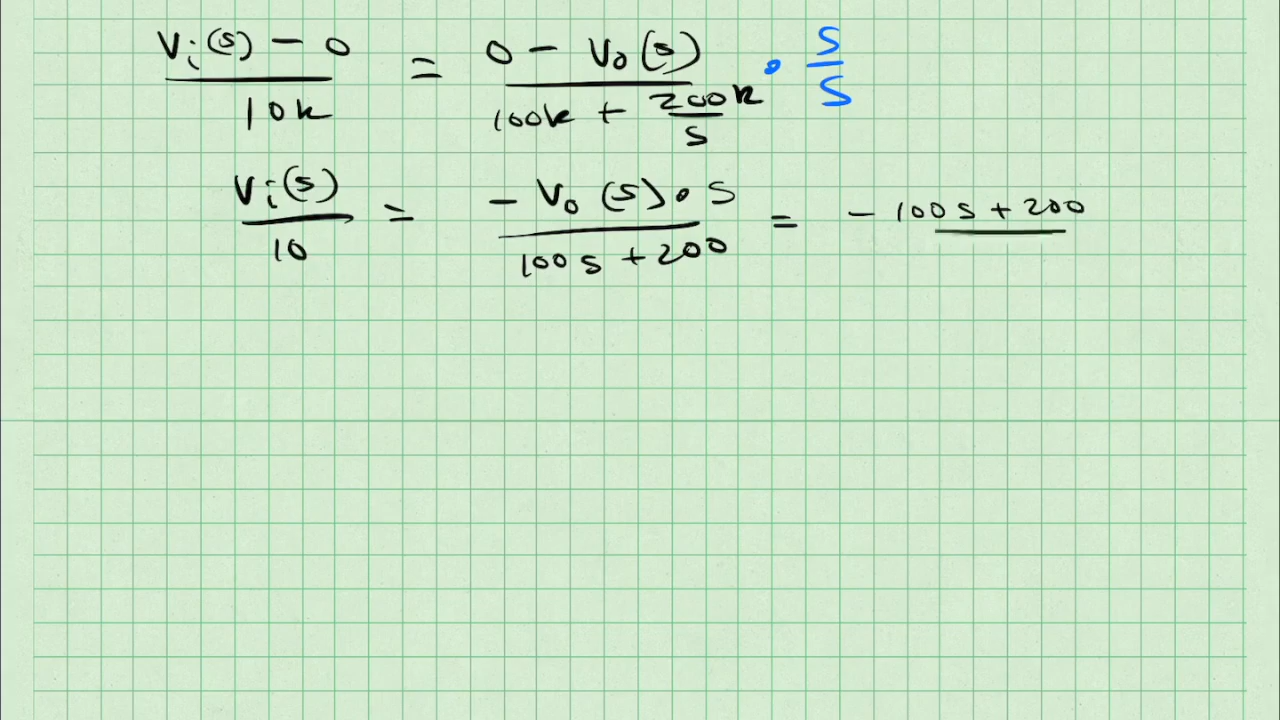 Vi(s) - 0 / 10k = 0 - Vo(s) / 100k + 200k/s • s/s
Vi(s) / 10 = - Vo(s) • s / 100s + 200 = - 100s + 200